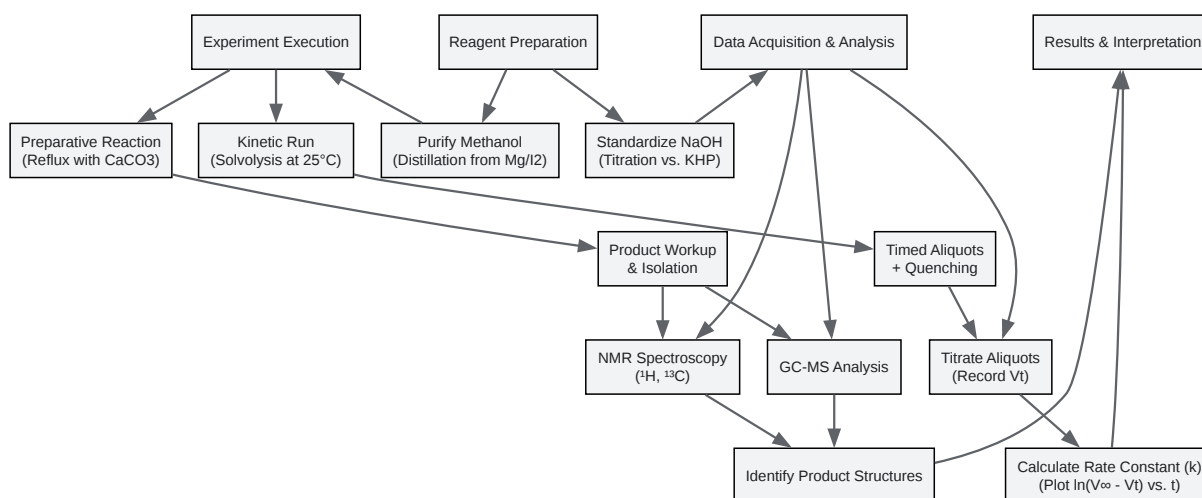 Experiment Execution
Reagent Preparation
Data Acquisition & Analysis
Results & Interpretation
Preparative Reaction
(Reflux with CaCO3)
Kinetic Run
(Solvolysis at 25°C)
Purify Methanol
(Distillation from Mg/I2)
Standardize NaOH
(Titration vs. KHP)
Product Workup
& Isolation
Timed Aliquots
+ Quenching
NMR Spectroscopy
(¹H, ¹³C)
GC-MS Analysis
Titrate Aliquots
(Record Vt)
Identify Product Structures
Calculate Rate Constant (k)
(Plot ln(V∞ - Vt) vs. t)